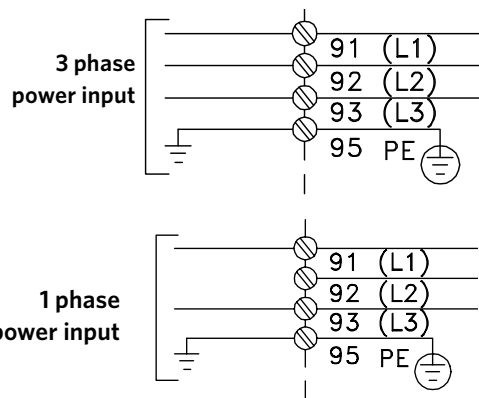 3 phase
power input
91 (L1)
92 (L2)
93 (L3)
95 PE
1 phase
power input
91 (L1)
92 (L2)
93 (L3)
95 PE